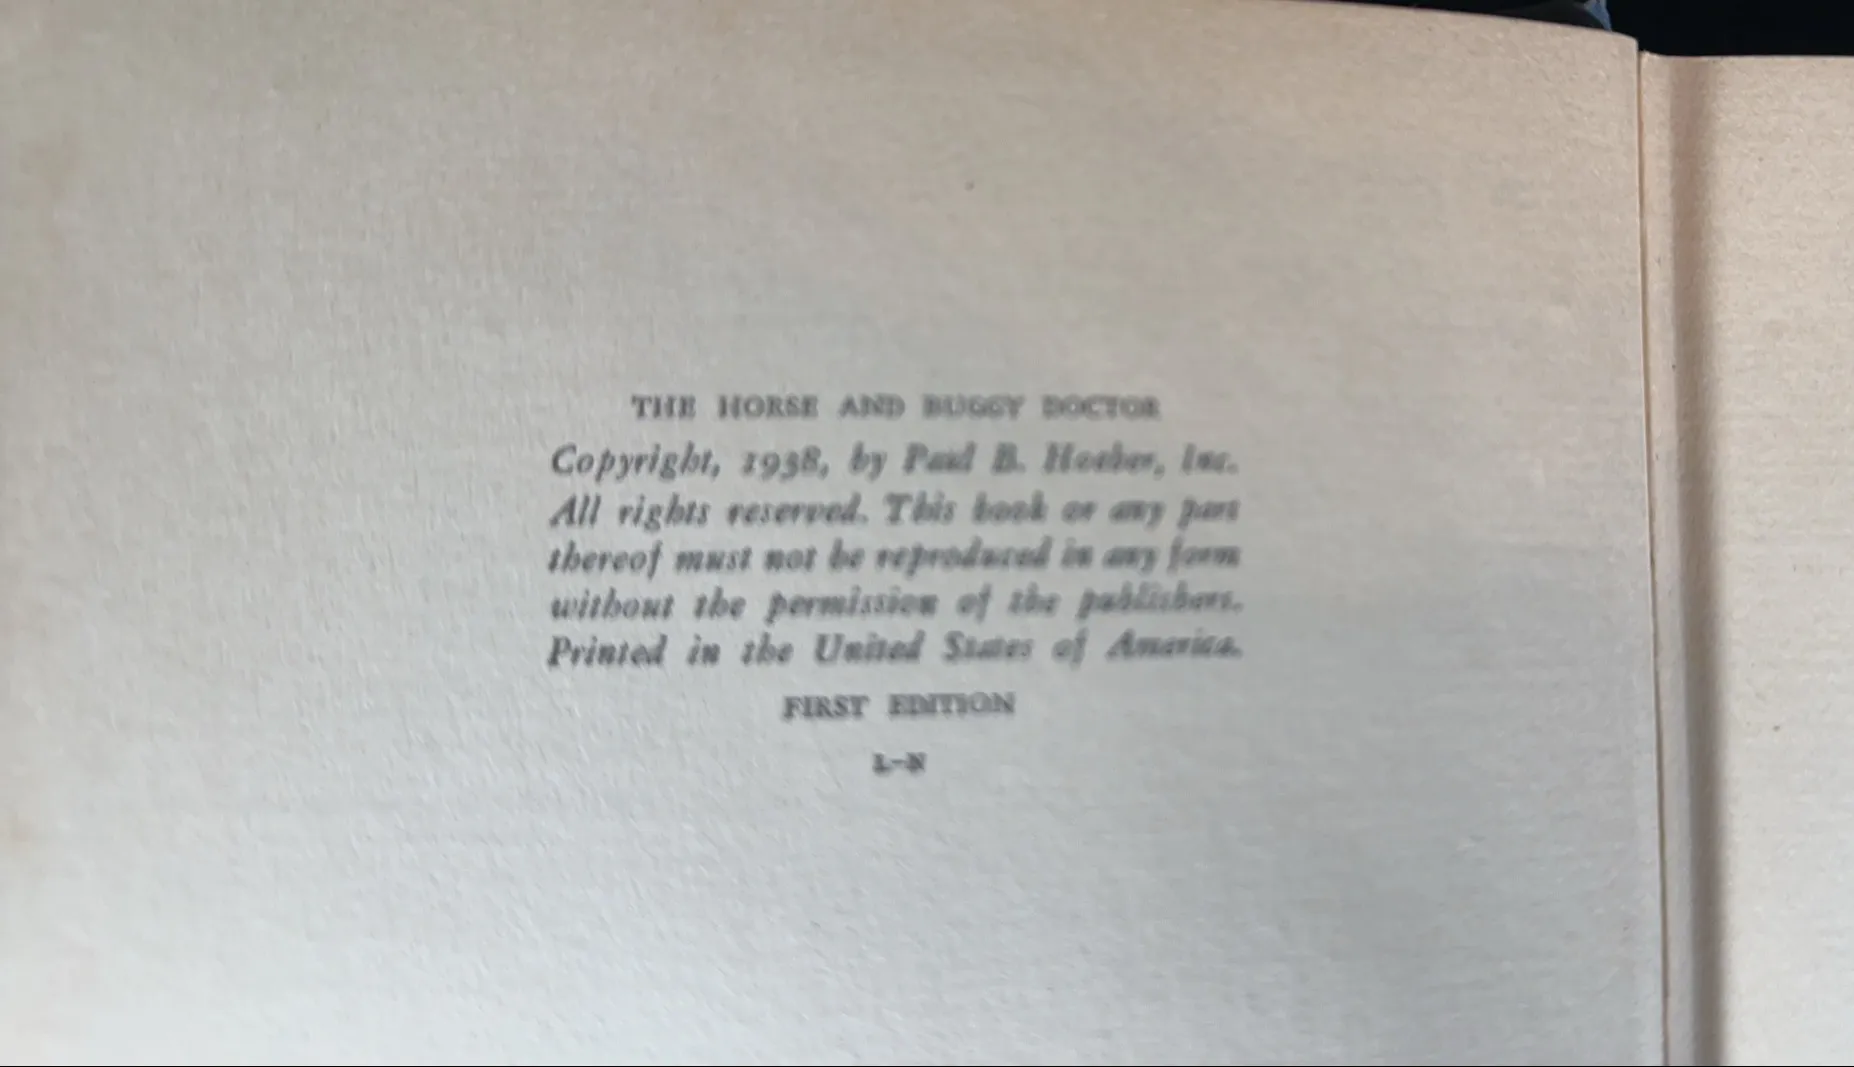 THE HORSE AND BUGGY DOCTOR
Copyright, 1938, by Paul B. Hoeber, Inc.
All rights reserved. This book or any part
thereof must not be reproduced in any form
without the permission of the publishers.
Printed in the United States of America.
FIRST EDITION
L-N